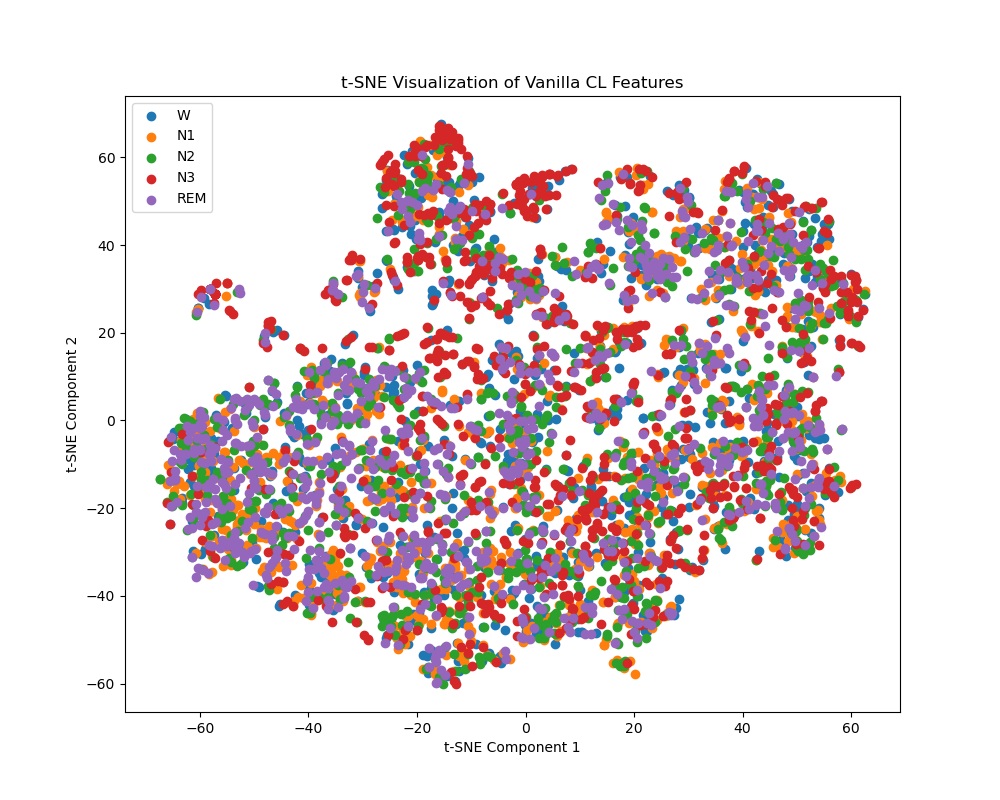 t-SNE Visualization of Vanilla CL Features
W
N1
N2
N3
REM
60
40
20
0
−20
−40
−60
t-SNE Component 2
−60
−40
−20
0
20
40
60
t-SNE Component 1